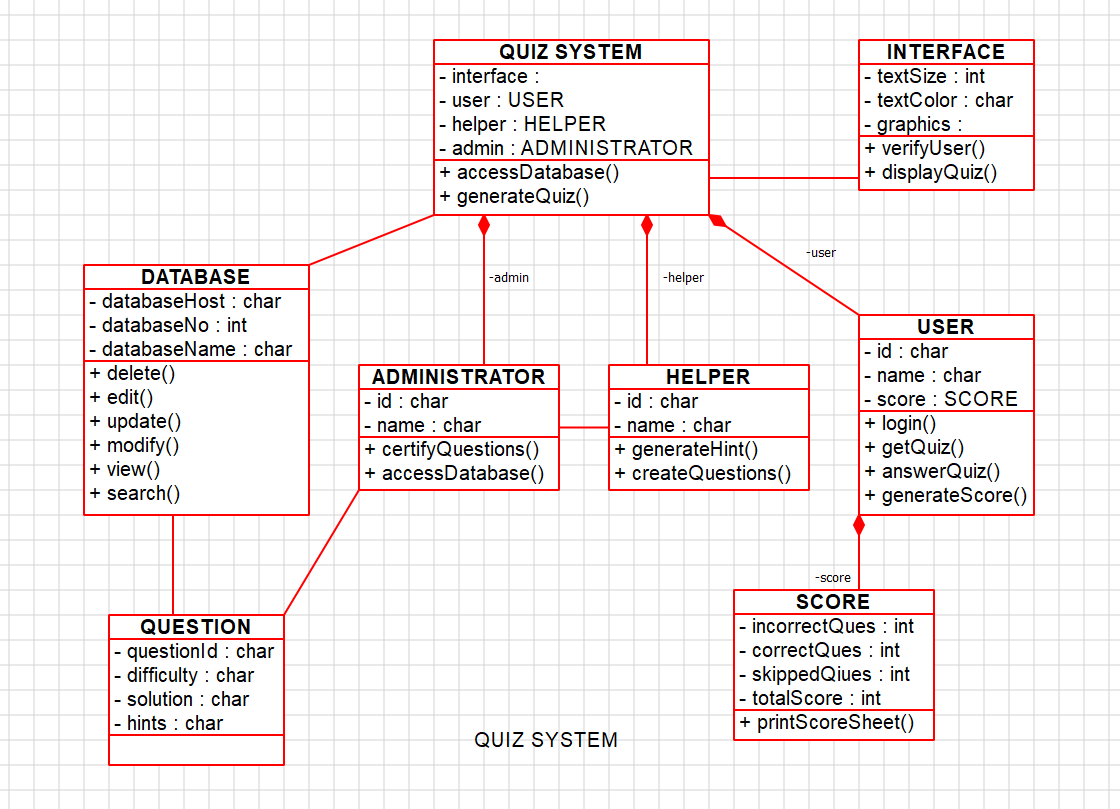 QUIZ SYSTEM
- interface :
- user : USER
- helper : HELPER
- admin : ADMINISTRATOR
+ accessDatabase()
+ generateQuiz()
INTERFACE
- textSize : int
- textColor : char
- graphics :
+ verifyUser()
+ displayQuiz()
-admin
-helper
-user
DATABASE
- databaseHost : char
- databaseNo : int
- databaseName : char
+ delete()
+ edit()
+ update()
+ modify()
+ view()
+ search()
ADMINISTRATOR
- id : char
- name : char
+ certifyQuestions()
+ accessDatabase()
HELPER
- id : char
- name : char
+ generateHint()
+ createQuestions()
USER
- id : char
- name : char
- score : SCORE
+ login()
+ getQuiz()
+ answerQuiz()
+ generateScore()
-score
QUESTION
- questionId : char
- difficulty : char
- solution : char
- hints : char
SCORE
- incorrectQues : int
- correctQues : int
- skippedQiues : int
- totalScore : int
+ printScoreSheet()
QUIZ SYSTEM